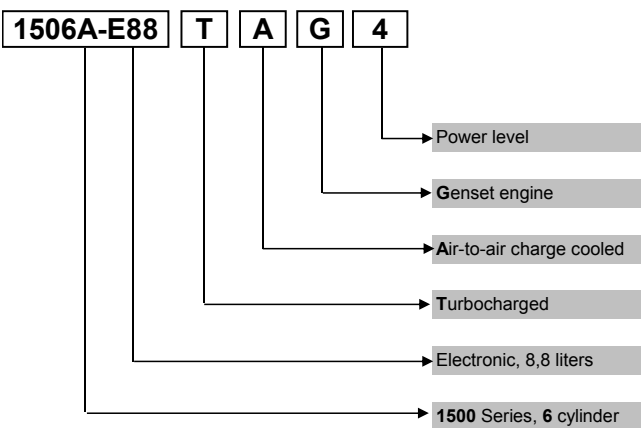 1506A-E88 T A G 4
Power level
Genset engine
Air-to-air charge cooled
Turbocharged
Electronic, 8,8 liters
1500 Series, 6 cylinder